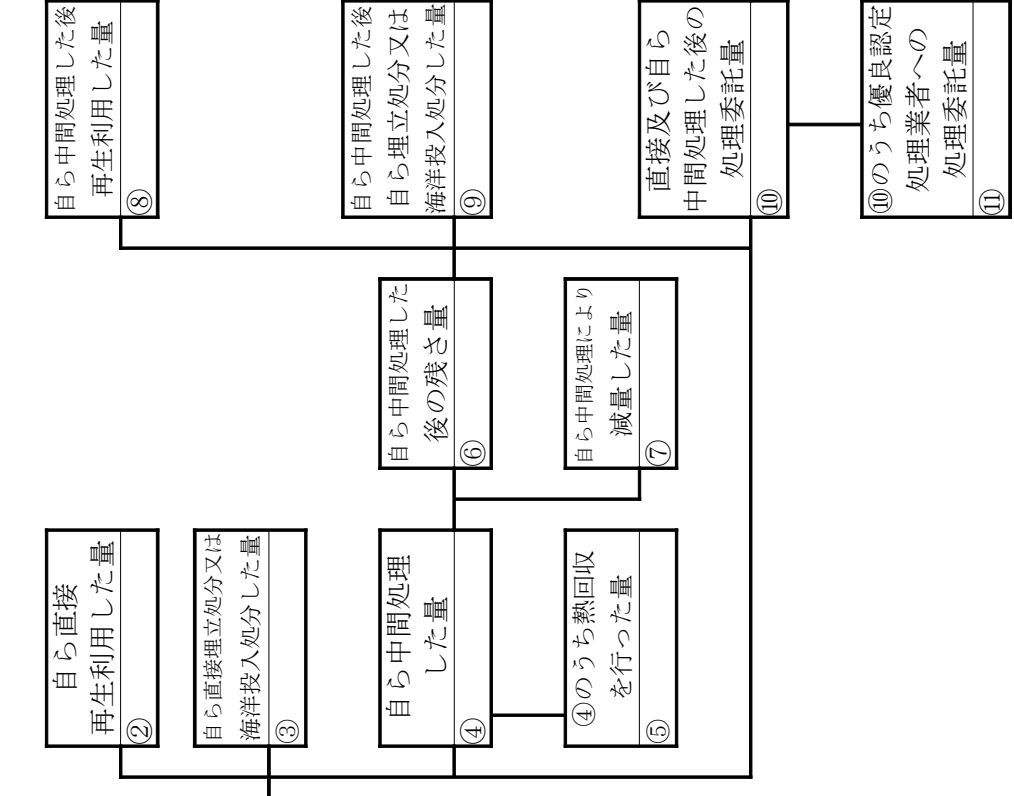 自ら直接
再生利用した量
②
自ら直接埋立処分又は
海洋投入処分した量
③
自ら中間処理
した量
④
④のうち熱回収
を行った量
⑤
自ら中間処理した
後の残さ量
⑥
自ら中間処理により
減量した量
⑦
自ら中間処理した後
再生利用した量
⑧
自ら中間処理した後
自ら埋立処分又は
海洋投入処分した量
⑨
直接及び自ら
中間処理した後の
処理委託量
⑩
⑩のうち優良認定
処理業者への
処理委託量
⑪